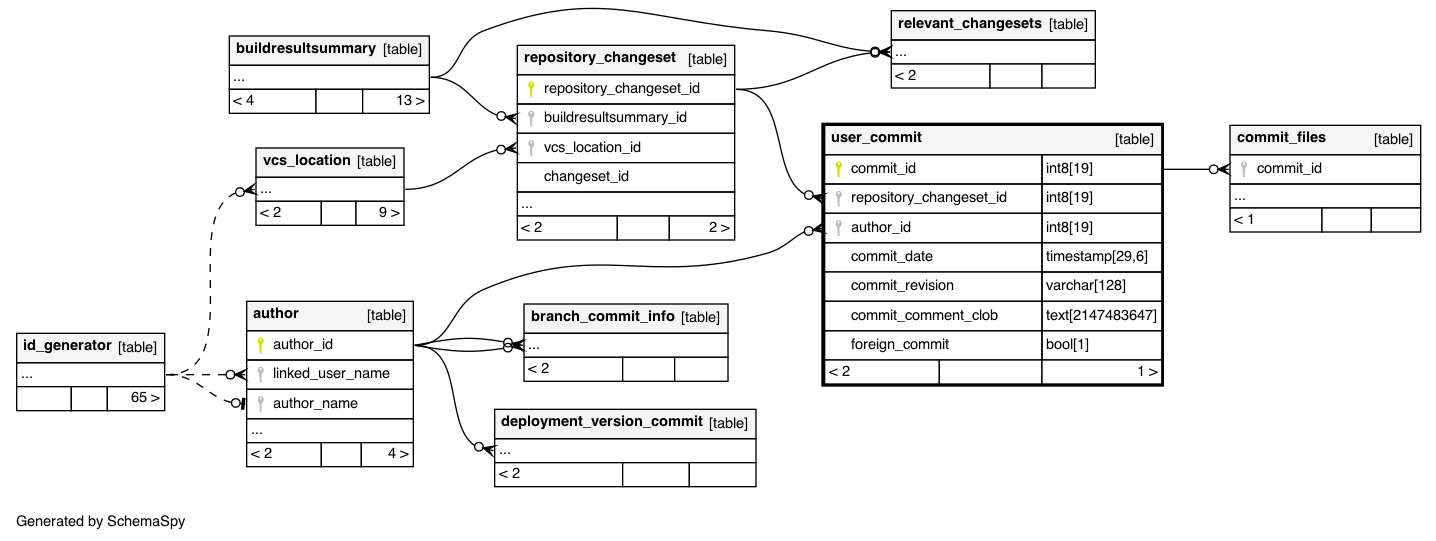 buildresultsummary [table]
...
< 4 13 >
vcs_location [table]
...
< 2 9 >
repository_changeset [table]
repository_changeset_id
buildresultsummary_id
vcs_location_id
changeset_id
...
< 2 2 >
relevant_changesets [table]
...
< 2
user_commit [table]
commit_id int8[19]
repository_changeset_id int8[19]
author_id int8[19]
commit_date timestamp[29,6]
commit_revision varchar[128]
commit_comment_clob text[2147483647]
foreign_commit bool[1]
< 2 1 >
commit_files [table]
commit_id
...
< 1
id_generator [table]
...
65 >
author [table]
author_id
linked_user_name
author_name
...
< 2 4 >
branch_commit_info [table]
...
< 2
deployment_version_commit [table]
...
< 2
Generated by SchemaSpy